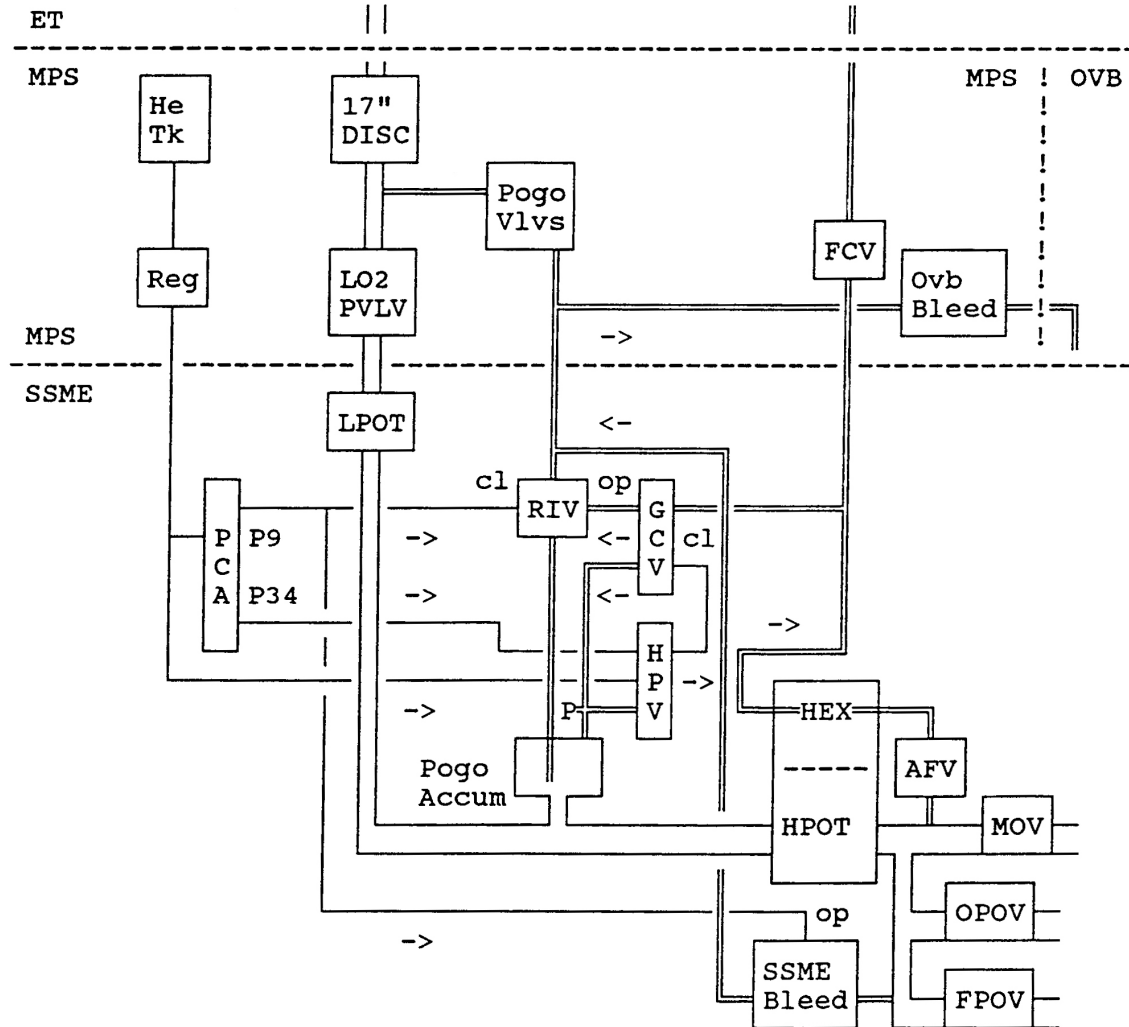 ET
MPS
MPS ! OVB
He
Tk
17"
DISC
Pogo
Vlvs
FCV
Reg
LO2
PVLV
Ovb
Bleed
->
MPS
SSME
LPOT
<-
cl
RIV
op
G
C
V
cl
P
C
A
P9
P34
->
<-
->
<-
->
H
P
V
->
->
P
HEX
Pogo
Accum
AFV
HPOT
MOV
op
OPOV
->
SSME
Bleed
FPOV